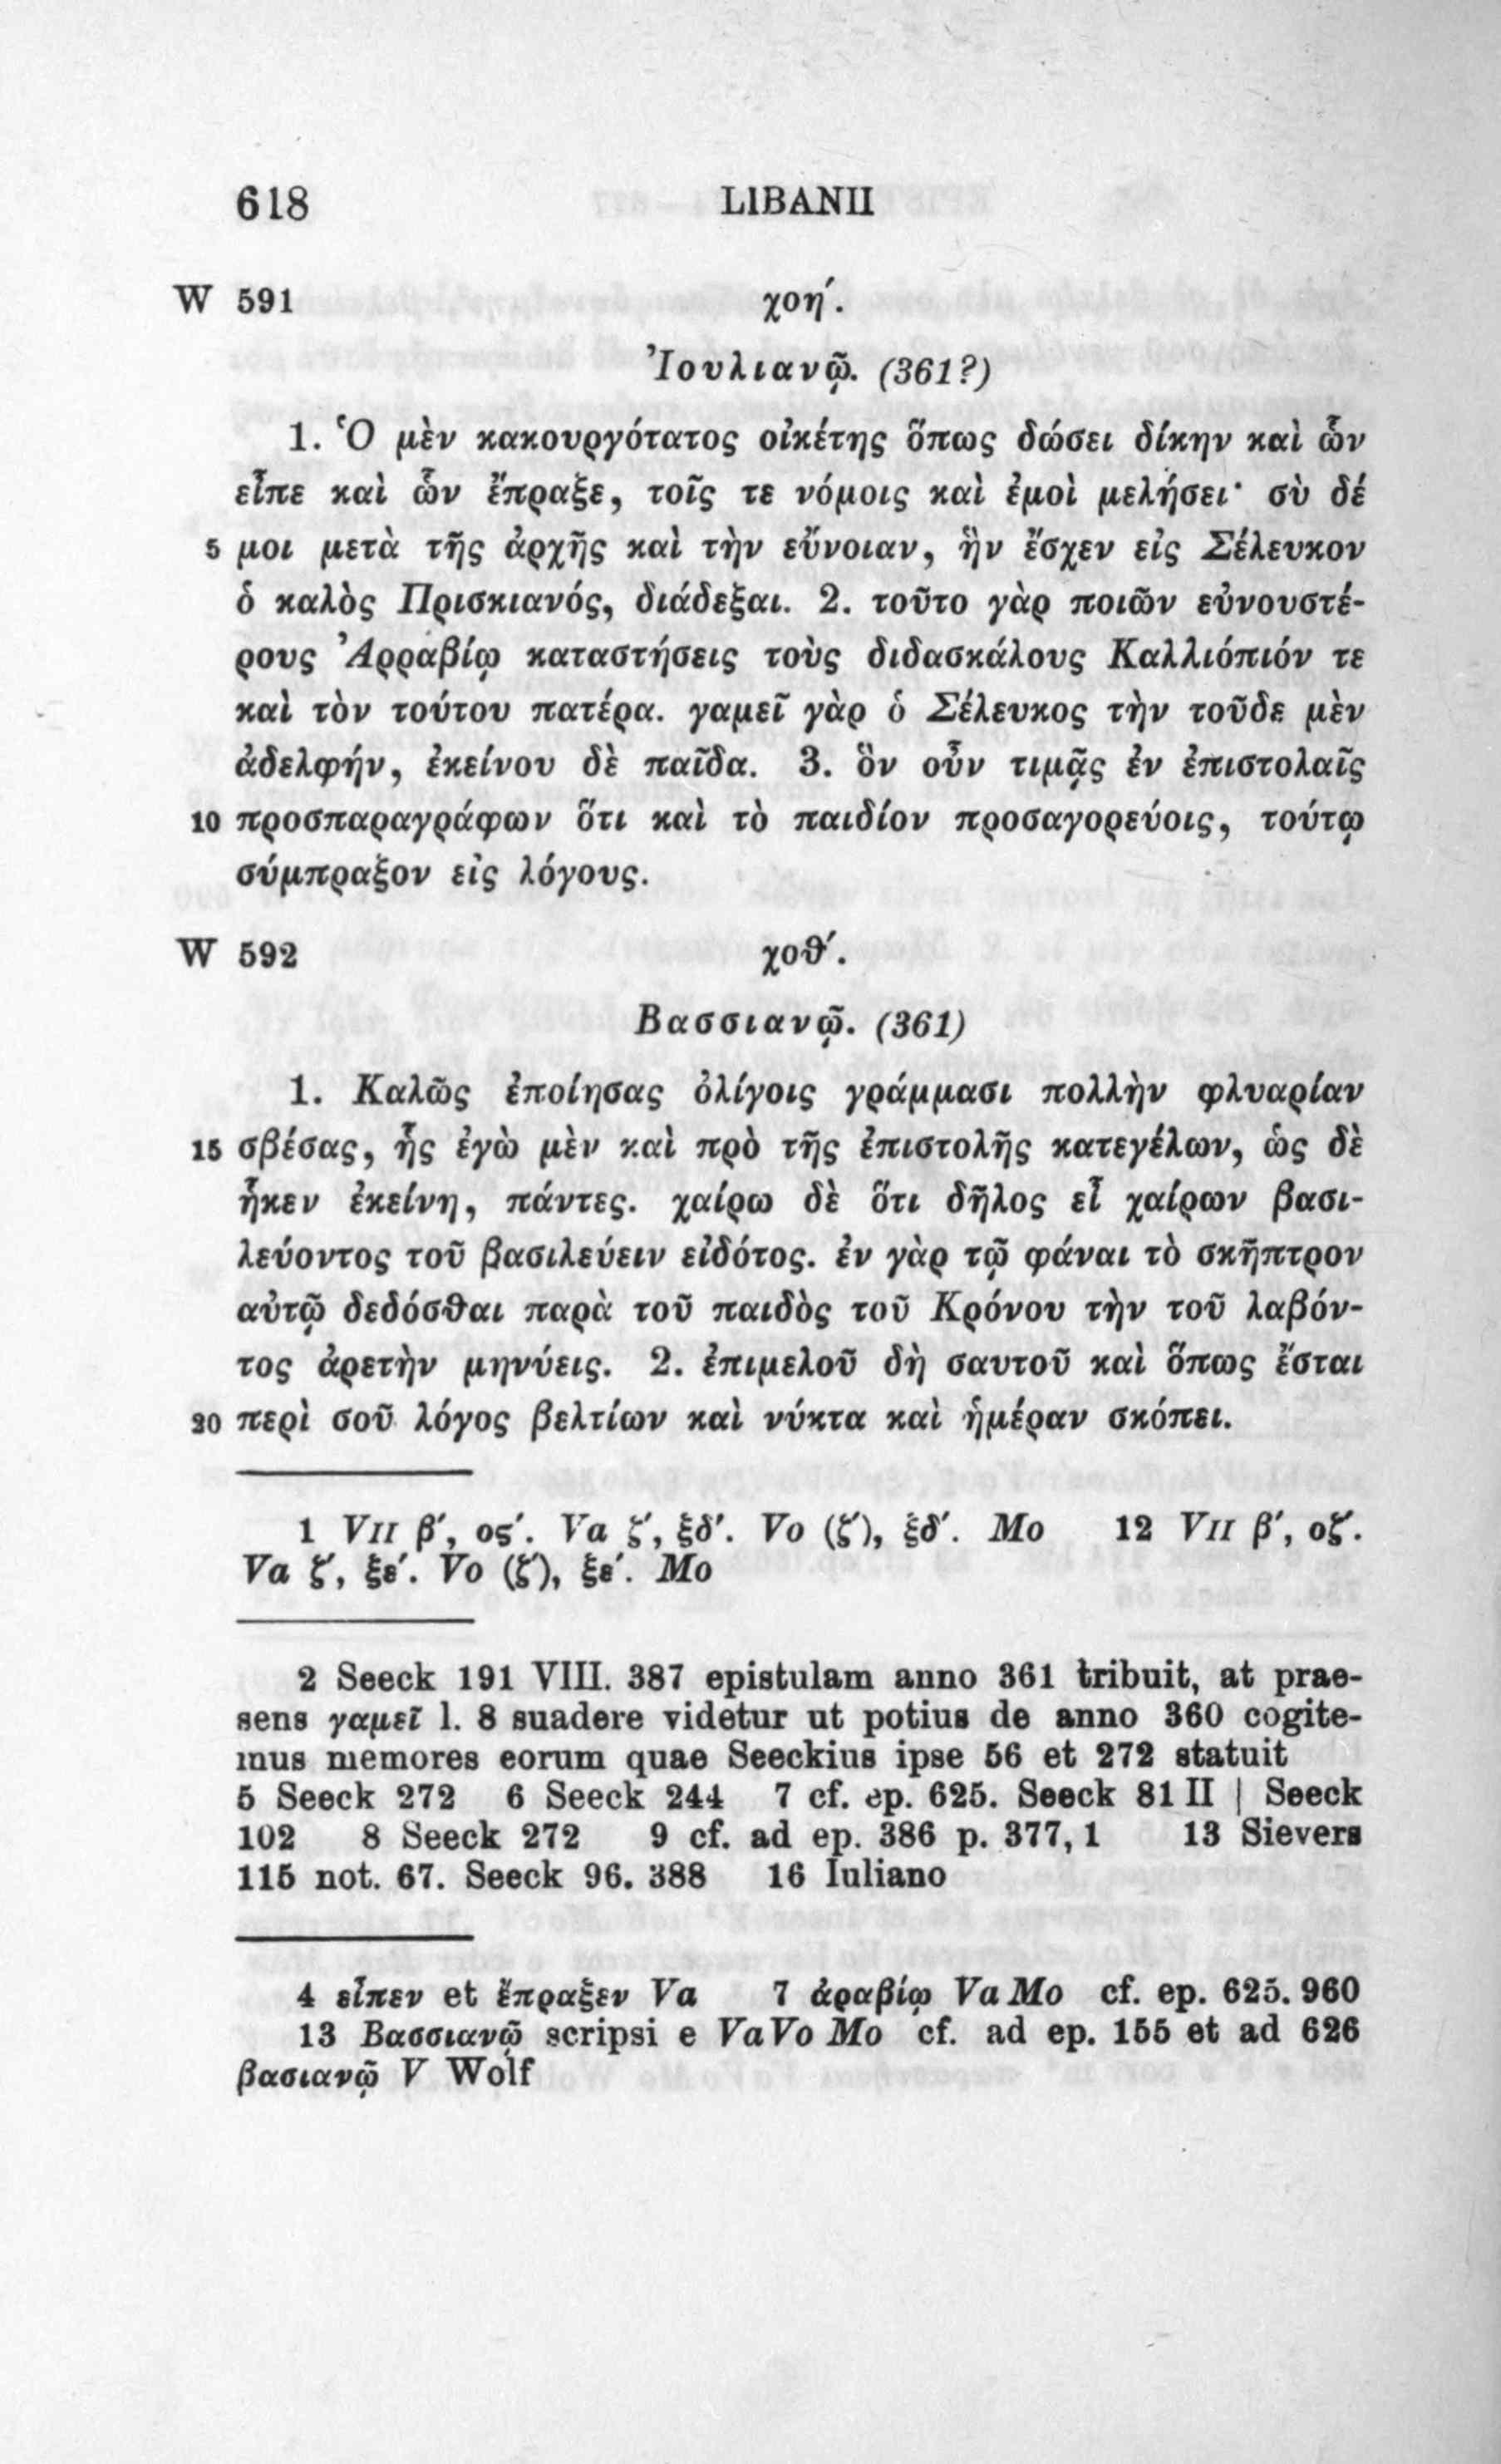 618 LIBANII
W 591 χοη΄.
Ἰουλιανῷ. (361?)
1. Ὁ μὲν κακουργότατος οἰκέτης ὅπως δώσει δίκην καὶ ὧν
εἶπε καὶ ὧν ἔπραξε, τοῖς τε νόμοις καὶ ἐμοὶ μελήσει· σὺ δέ
5 μοι μετὰ τῆς ἀρχῆς καὶ τὴν εὔνοιαν, ἣν ἔσχεν εἰς Σέλευκον
ὁ καλὸς Πρισκιανός, διάδεξαι. 2. τοῦτο γὰρ ποιῶν εὐνουστέ-
ρους Ἀρραβίῳ καταστήσεις τοὺς διδασκάλους Καλλιόπιόν τε
καὶ τὸν τούτου πατέρα. γαμεῖ γὰρ ὁ Σέλευκος τὴν τοῦδε μὲν
ἀδελφήν, ἐκείνου δὲ παῖδα. 3. ὃν οὖν τιμᾷς ἐν ἐπιστολαῖς
10 προσπαραγράφων ὅτι καὶ τὸ παιδίον προσαγορεύοις, τούτῳ
σύμπραξον εἰς λόγους.
W 592 χοθ΄.
Βασσιανῷ. (361)
1. Καλῶς ἐποίησας ὀλίγοις γράμμασι πολλὴν φλυαρίαν
15 σβέσας, ἧς ἐγὼ μὲν καὶ πρὸ τῆς ἐπιστολῆς κατεγέλων, ὡς δὲ
ἧκεν ἐκείνη, πάντες. χαίρω δὲ ὅτι δῆλος εἶ χαίρων βασι-
λεύοντος τοῦ βασιλεύειν εἰδότος. ἐν γὰρ τῷ φάναι τὸ σκῆπτρον
αὐτῷ δεδόσθαι παρὰ τοῦ παιδὸς τοῦ Κρόνου τὴν τοῦ λαβόν-
τος ἀρετὴν μηνύεις. 2. ἐπιμελοῦ δὴ σαυτοῦ καὶ ὅπως ἔσται
20 περὶ σοῦ λόγος βελτίων καὶ νύκτα καὶ ἡμέραν σκόπει.
1 VII β΄, ος΄. Va ζ΄, ξδ΄. Vo (ζ΄), ξδ΄. Mo 12 VII β΄, οζ΄.
Va ζ΄, ξε΄. Vo (ζ΄), ξε΄. Mo
2 Seeck 191 VIII. 387 epistulam anno 361 tribuit, at prae-
sens γαμεῖ l. 8 suadere videtur ut potius de anno 360 cogite-
mus memores eorum quae Seeckius ipse 56 et 272 statuit
5 Seeck 272 6 Seeck 244 7 cf. ep. 625. Seeck 81 II | Seeck
102 8 Seeck 272 9 cf. ad ep. 386 p. 377, 1 13 Sievers
115 not. 67. Seeck 96. 388 16 Iuliano
4 εἶπεν et ἔπραξεν Va 7 ἀραβίῳ Va Mo cf. ep. 625. 960
13 Βασσιανῷ scripsi e Va Vo Mo cf. ad ep. 155 et ad 626
βασιανῷ V Wolf